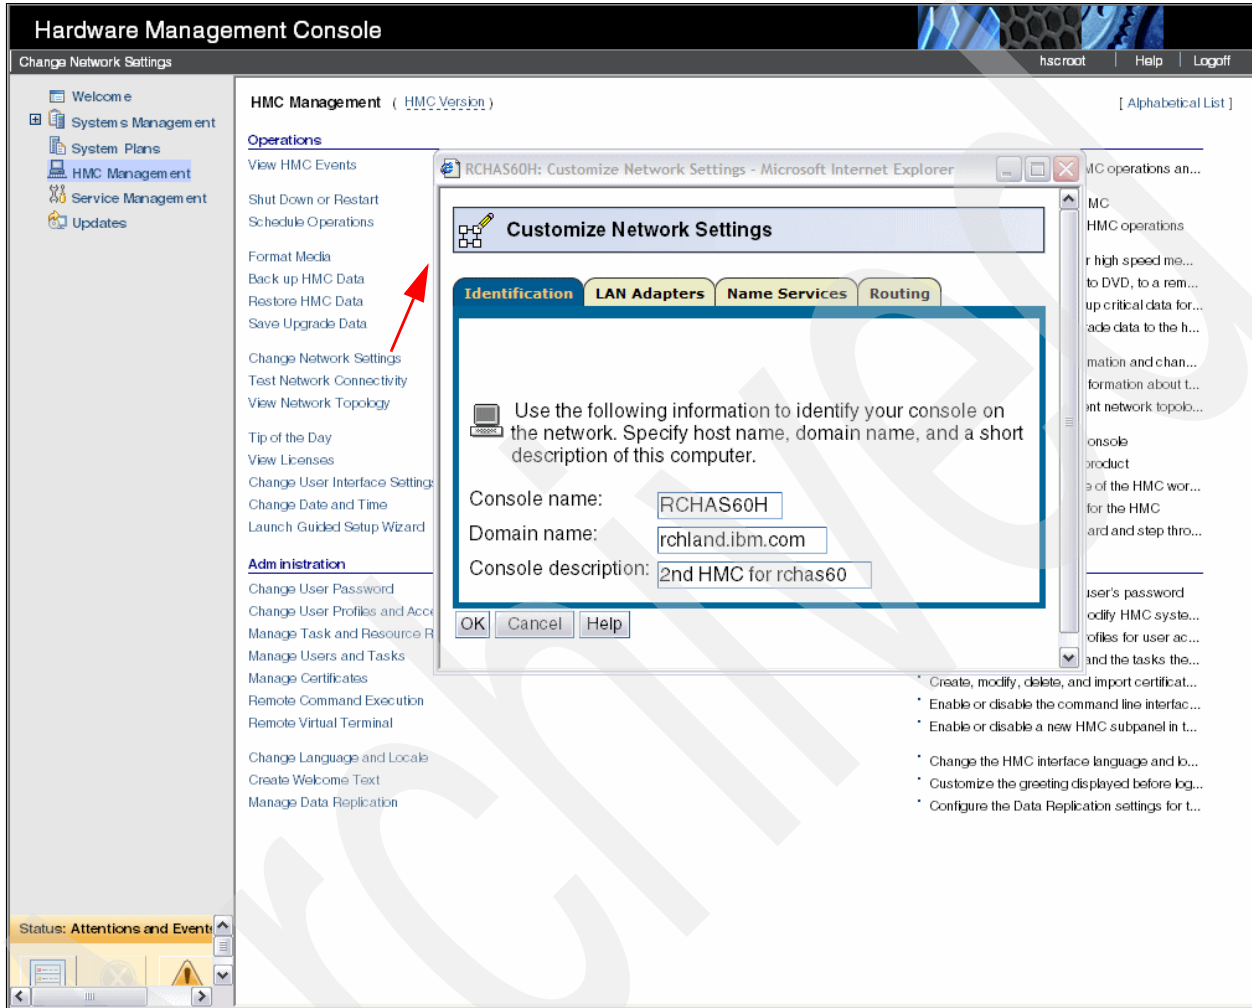 Hardware Management Console
Change Network Settings
hscroot | Help | Logoff
Welcome
Systems Management
System Plans
HMC Management
Service Management
Updates
Status: Attentions and Events
HMC Management ( HMC Version )
[ Alphabetical List ]
Operations
View HMC Events
Shut Down or Restart
Schedule Operations
Format Media
Back up HMC Data
Restore HMC Data
Save Upgrade Data
Change Network Settings
Test Network Connectivity
View Network Topology
Tip of the Day
View Licenses
Change User Interface Settings
Change Date and Time
Launch Guided Setup Wizard
Administration
Change User Password
Change User Profiles and Acce
Manage Task and Resource R
Manage Users and Tasks
Manage Certificates
Remote Command Execution
Remote Virtual Terminal
Change Language and Locale
Create Welcome Text
Manage Data Replication
RCHAS60H: Customize Network Settings - Microsoft Internet Explorer
Customize Network Settings
Identification
LAN Adapters
Name Services
Routing
Use the following information to identify your console on
the network. Specify host name, domain name, and a short
description of this computer.
Console name: RCHAS60H
Domain name: rchland.ibm.com
Console description: 2nd HMC for rchas60
OK Cancel Help
MC operations an...
MC
HMC operations
r high speed me...
to DVD, to a rem...
up critical data for...
ade data to the h...
mation and chan...
formation about t...
ent network topolo...
onsole
product
e of the HMC wor...
for the HMC
ard and step thro...
user's password
odify HMC syste...
ofiles for user ac...
and the tasks the...
Create, modify, delete, and import certificat...
Enable or disable the command line interfac...
Enable or disable a new HMC subpanel in t...
Change the HMC interface language and lo...
Customize the greeting displayed before log...
Configure the Data Replication settings for t...
rchived